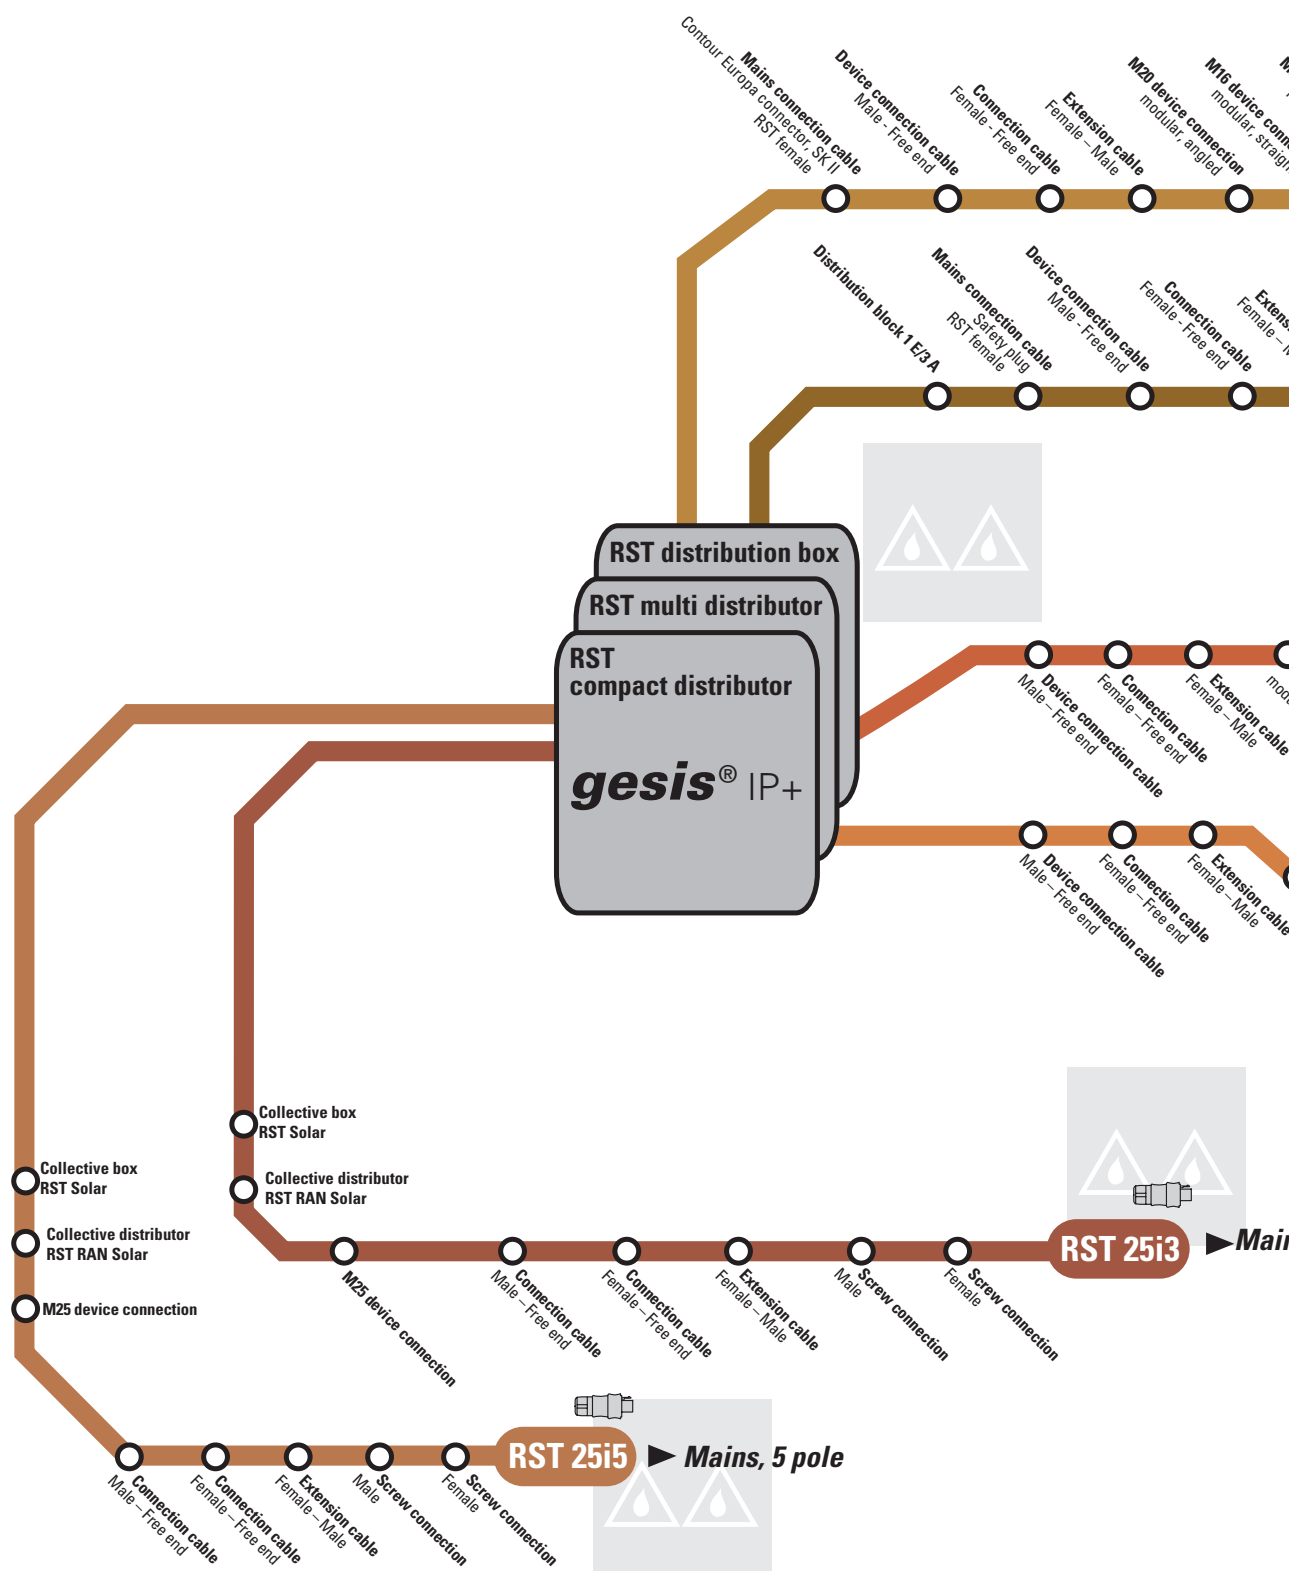 Mains connection cable
Contour Europa connector, SK II
RST female
Device connection cable
Male - Free end
Connection cable
Female - Free end
Extension cable
Female – Male
M20 device connection
modular, angled
M16 device
modular,
Distribution block 1 E/3 A
Mains connection cable
Safety plug
RST female
Device connection cable
Male - Free end
Connection cable
Female - Free end
Female –
RST distribution box
RST multi distributor
RST
compact distributor
gesis® IP+
Device connection cable
Male – Free end
Connection cable
Female – Free end
Extension cable
Female – Male
Device connection cable
Male – Free end
Connection cable
Female – Free end
Extension cable
Female – Male
Collective box
RST Solar
Collective distributor
RST RAN Solar
Collective box
RST Solar
Collective distributor
RST RAN Solar
M25 device connection
M25 device connection
Connection cable
Male – Free end
Connection cable
Female – Free end
Extension cable
Female – Male
Screw connection
Male
Screw connection
Female
RST 25i3
Connection cable
Male – Free end
Connection cable
Female – Free end
Extension cable
Female – Male
Screw connection
Male
Screw connection
Female
RST 25i5
Mains, 5 pole